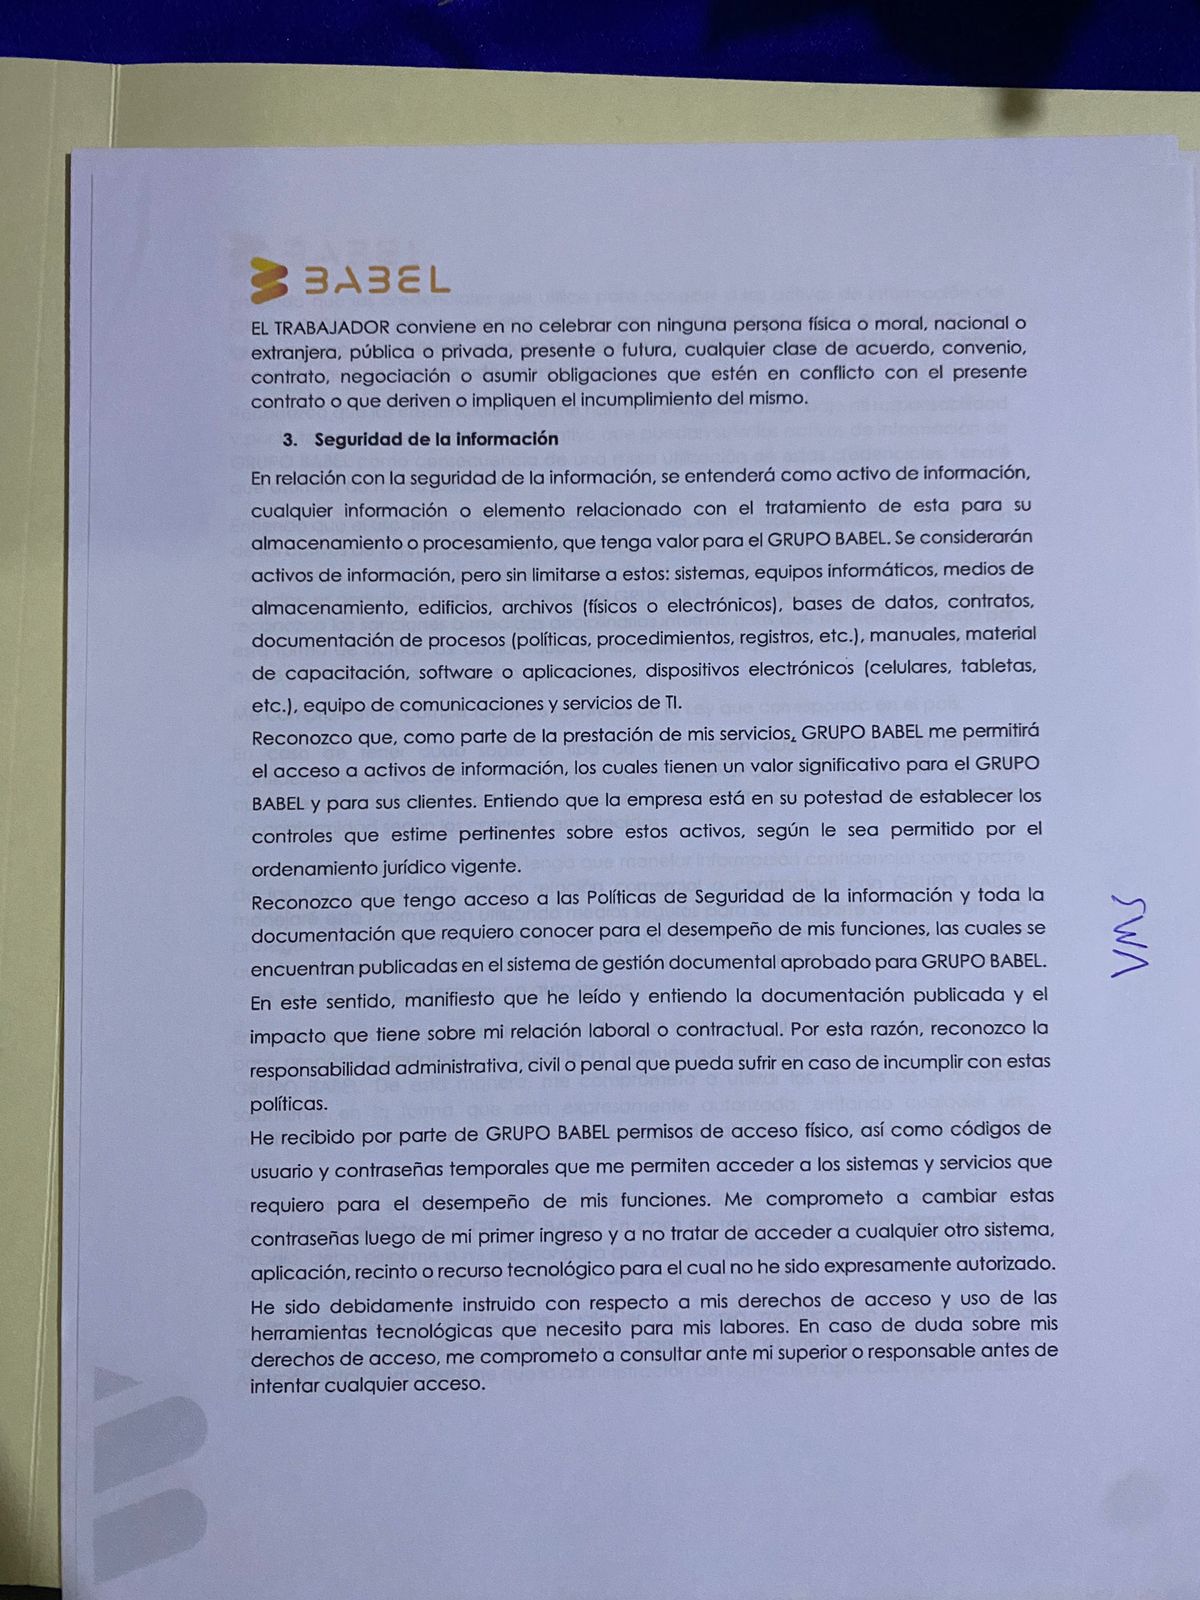 BABEL
EL TRABAJADOR conviene en no celebrar con ninguna persona física o moral, nacional o
extranjera, pública o privada, presente o futura, cualquier clase de acuerdo, convenio,
contrato, negociación o asumir obligaciones que estén en conflicto con el presente
contrato o que deriven o impliquen el incumplimiento del mismo.
3. Seguridad de la información
En relación con la seguridad de la información, se entenderá como activo de información,
cualquier información o elemento relacionado con el tratamiento de esta para su
almacenamiento o procesamiento, que tenga valor para el GRUPO BABEL. Se considerarán
activos de información, pero sin limitarse a estos: sistemas, equipos informáticos, medios de
almacenamiento, edificios, archivos (físicos o electrónicos), bases de datos, contratos,
documentación de procesos (políticas, procedimientos, registros, etc.), manuales, material
de capacitación, software o aplicaciones, dispositivos electrónicos (celulares, tabletas,
etc.), equipo de comunicaciones y servicios de TI.
Reconozco que, como parte de la prestación de mis servicios, GRUPO BABEL me permitirá
el acceso a activos de información, los cuales tienen un valor significativo para el GRUPO
BABEL y para sus clientes. Entiendo que la empresa está en su potestad de establecer los
controles que estime pertinentes sobre estos activos, según le sea permitido por el
ordenamiento jurídico vigente.
Reconozco que tengo acceso a las Políticas de Seguridad de la información y toda la
documentación que requiero conocer para el desempeño de mis funciones, las cuales se
encuentran publicadas en el sistema de gestión documental aprobado para GRUPO BABEL.
En este sentido, manifiesto que he leído y entiendo la documentación publicada y el
impacto que tiene sobre mi relación laboral o contractual. Por esta razón, reconozco la
responsabilidad administrativa, civil o penal que pueda sufrir en caso de incumplir con estas
políticas.
He recibido por parte de GRUPO BABEL permisos de acceso físico, así como códigos de
usuario y contraseñas temporales que me permiten acceder a los sistemas y servicios que
requiero para el desempeño de mis funciones. Me comprometo a cambiar estas
contraseñas luego de mi primer ingreso y a no tratar de acceder a cualquier otro sistema,
aplicación, recinto o recurso tecnológico para el cual no he sido expresamente autorizado.
He sido debidamente instruido con respecto a mis derechos de acceso y uso de las
herramientas tecnológicas que necesito para mis labores. En caso de duda sobre mis
derechos de acceso, me comprometo a consultar ante mi superior o responsable antes de
intentar cualquier acceso.
VMS